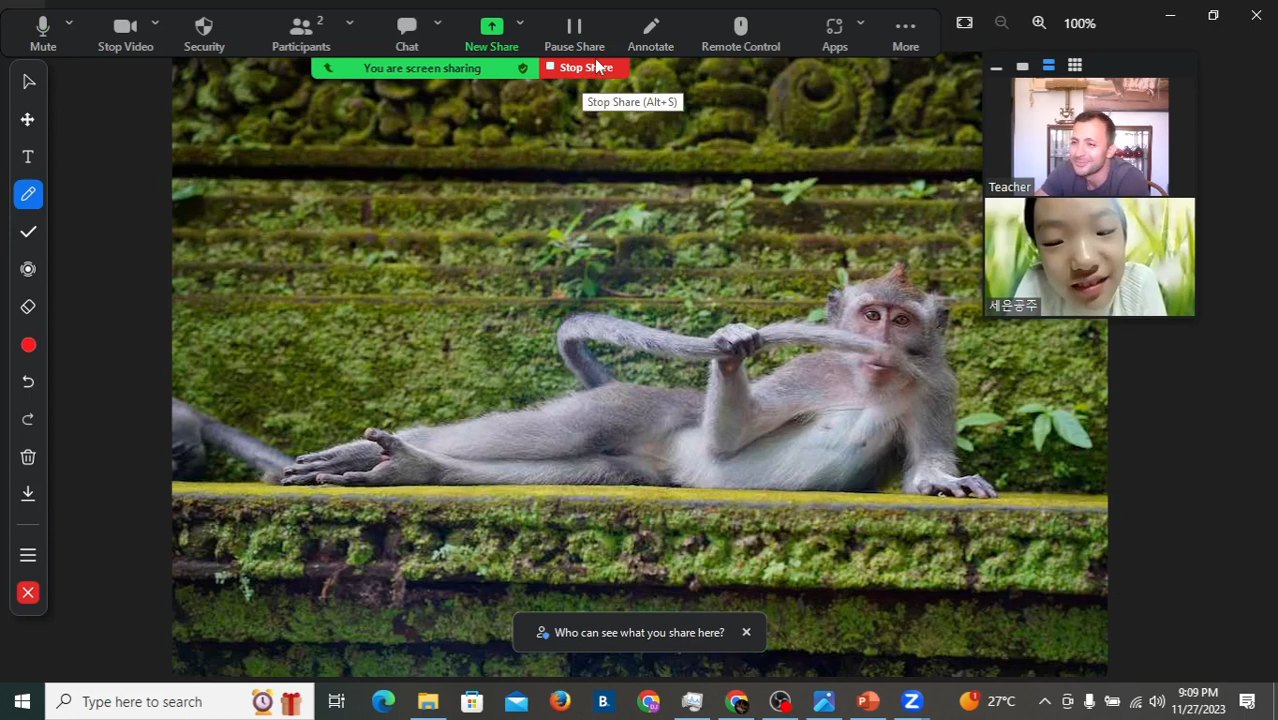 Mute
Stop Video
Security
Participants
2
Chat
New Share
Pause Share
Annotate
Remote Control
Apps
More
100%
You are screen sharing
Stop Share
Stop Share (Alt+S)
Teacher
세은공주
Who can see what you share here?
Type here to search
B.
27°C
9:09 PM
11/27/2023